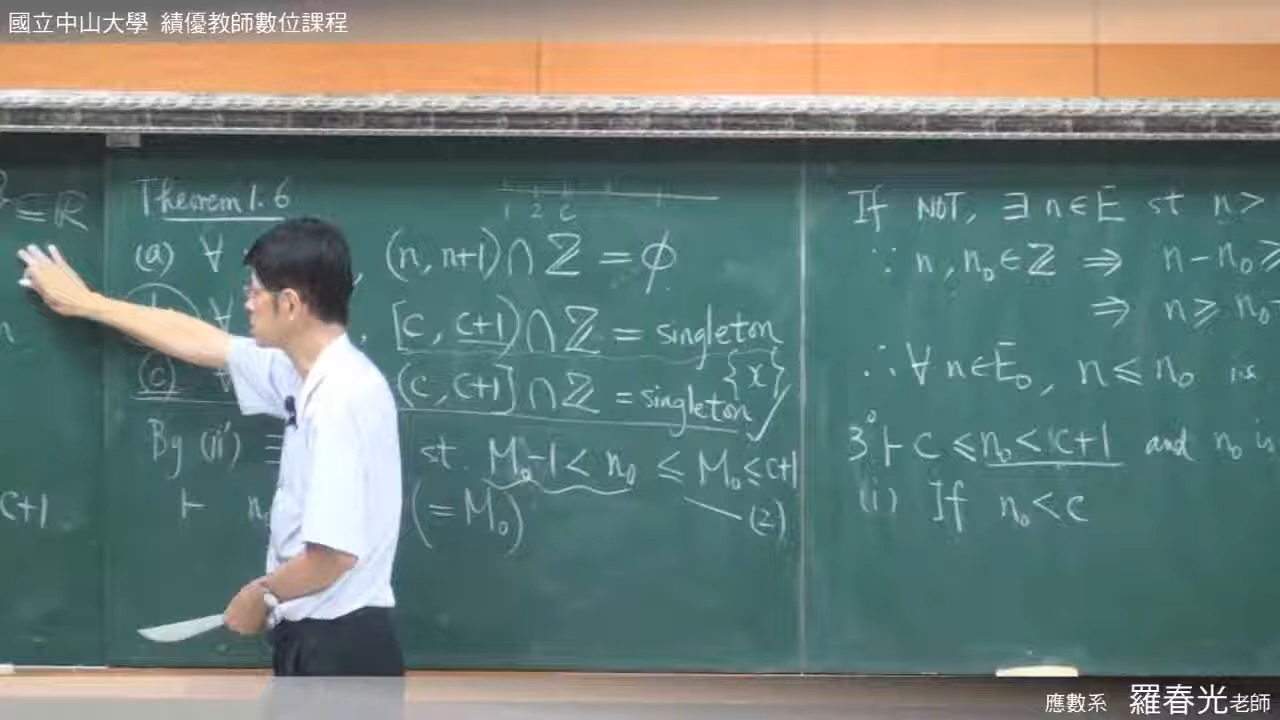 國立中山大學 績優教師數位課程
⊆ R
C+1
Theorem 1.6
1 2 C
(a) ∀ , (n, n+1) ∩ ℤ = ϕ
∀ , [c, c+1) ∩ ℤ = singleton
{x}
(c) (c, c+1] ∩ ℤ = singleton ✓
By (ii') st. M₀-1 < n₀ ≤ M₀ ≤ c+1
⊢ (= M₀) (2)
If NOT, ∃ n ∈ E st n >
∵ n, n₀ ∈ ℤ ⇒ n - n₀ ≥
⇒ n ≥ n₀
∴ ∀ n ∈ E₀, n ≤ n₀ is
3° ⊢ c ≤ n₀ < c+1 and n₀ is
(i) If n₀ < c
應數系 羅春光老師